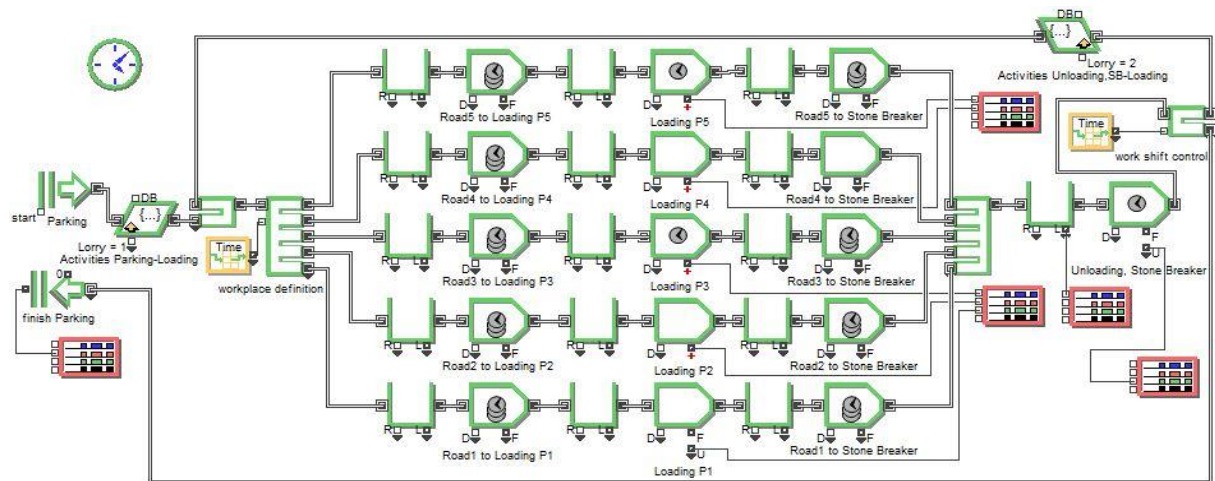 DB
{...}
Lorry = 2
Activities Unloading,SB-Loading
R L
D F
Road5 to Loading P5
R L
D
Loading P5
R L
D F
Road5 to Stone Breaker
Time
work shift control
R L
D F
Road4 to Loading P4
R L
D
Loading P4
R L
D F
Road4 to Stone Breaker
start
Parking
DB
{...}
Lorry = 1
Activities Parking-Loading
Time
workplace definition
R L
D F
Road3 to Loading P3
R L
D
Loading P3
R L
D F
Road3 to Stone Breaker
R L
D F
U
Unloading, Stone Breaker
0
finish Parking
R L
D F
Road2 to Loading P2
R L
D
Loading P2
R L
D F
Road2 to Stone Breaker
R L
D F
Road1 to Loading P1
R L
D F
U
Loading P1
R L
D F
Road1 to Stone Breaker